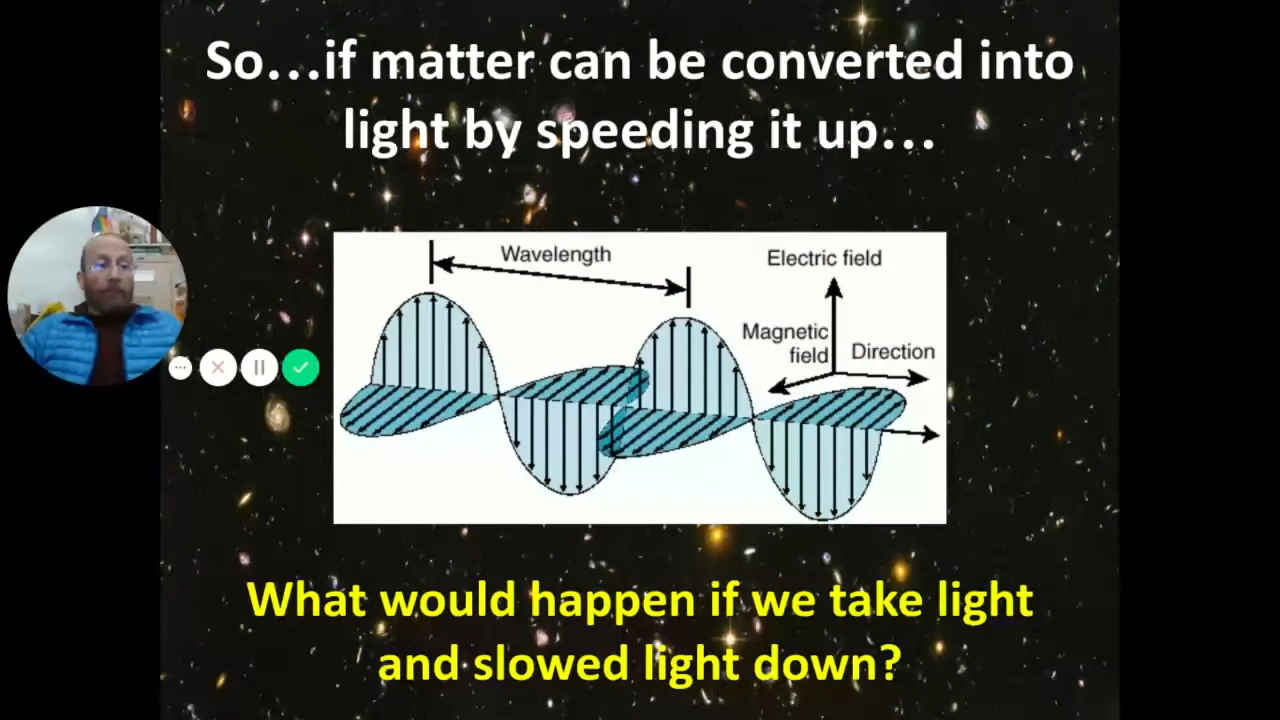 So…if matter can be converted into
light by speeding it up…
Wavelength
Electric field
Magnetic
field
Direction
What would happen if we take light
and slowed light down?